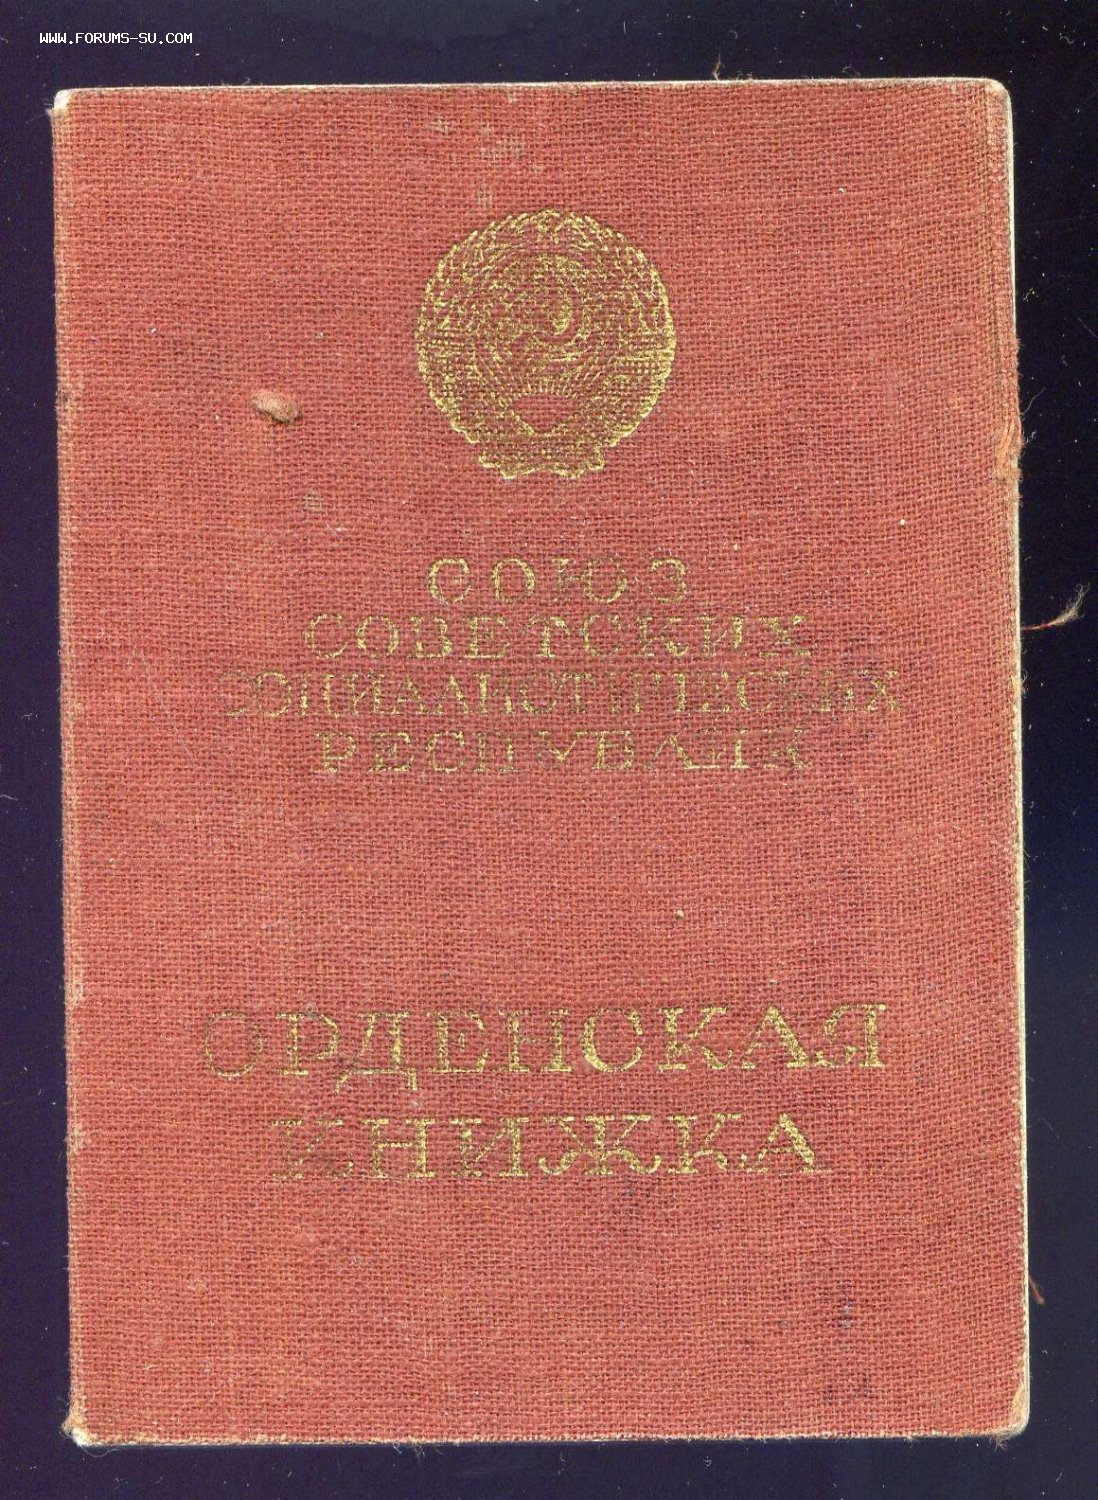 WWW.FORUMS-SU.COM
СОЮЗ
СОВЕТСКИХ
СОЦИАЛИСТИЧЕСКИХ
РЕСПУБЛИК
ОРДЕНСКАЯ
КНИЖКА